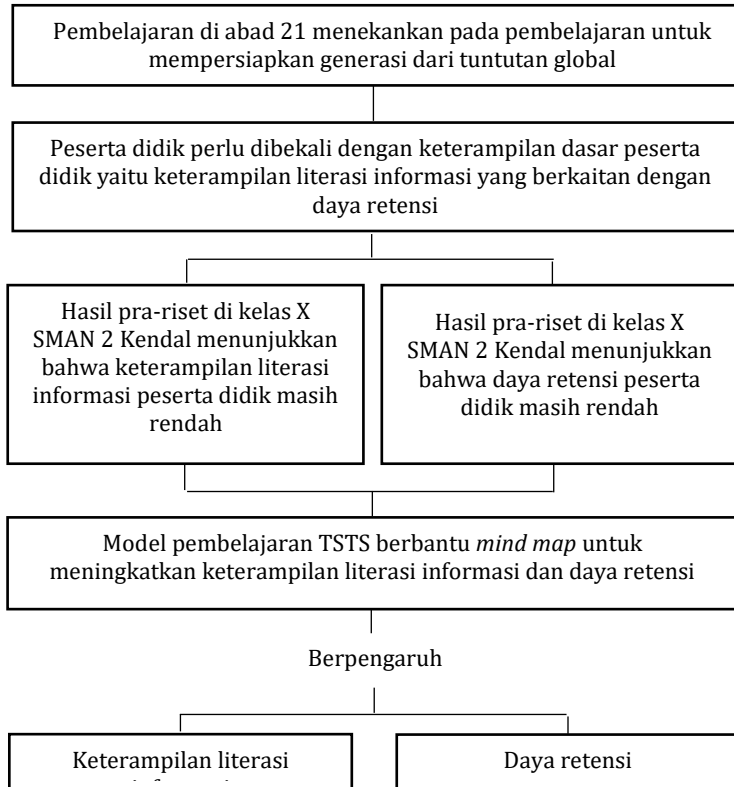 Pembelajaran di abad 21 menekankan pada pembelajaran untuk
mempersiapkan generasi dari tuntutan global
Peserta didik perlu dibekali dengan keterampilan dasar peserta
didik yaitu keterampilan literasi informasi yang berkaitan dengan
daya retensi
Hasil pra-riset di kelas X
SMAN 2 Kendal menunjukkan
bahwa keterampilan literasi
informasi peserta didik masih
rendah
Hasil pra-riset di kelas X
SMAN 2 Kendal menunjukkan
bahwa daya retensi peserta
didik masih rendah
Model pembelajaran TSTS berbantu mind map untuk
meningkatkan keterampilan literasi informasi dan daya retensi
Berpengaruh
Keterampilan literasi
Daya retensi